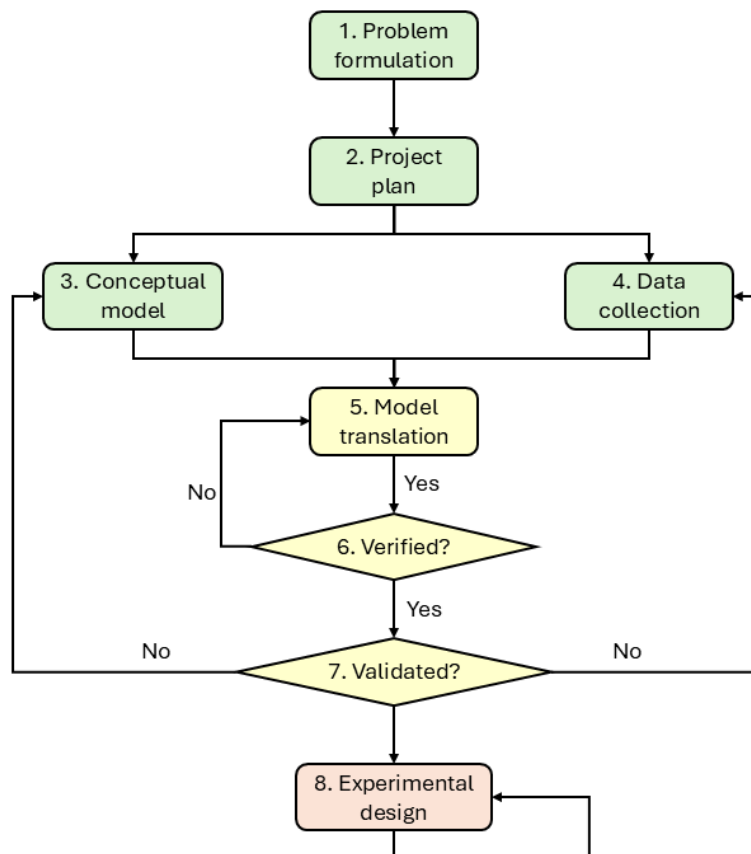 1. Problem
formulation
2. Project
plan
3. Conceptual
model
4. Data
collection
5. Model
translation
No
Yes
6. Verified?
Yes
No
7. Validated?
No
8. Experimental
design